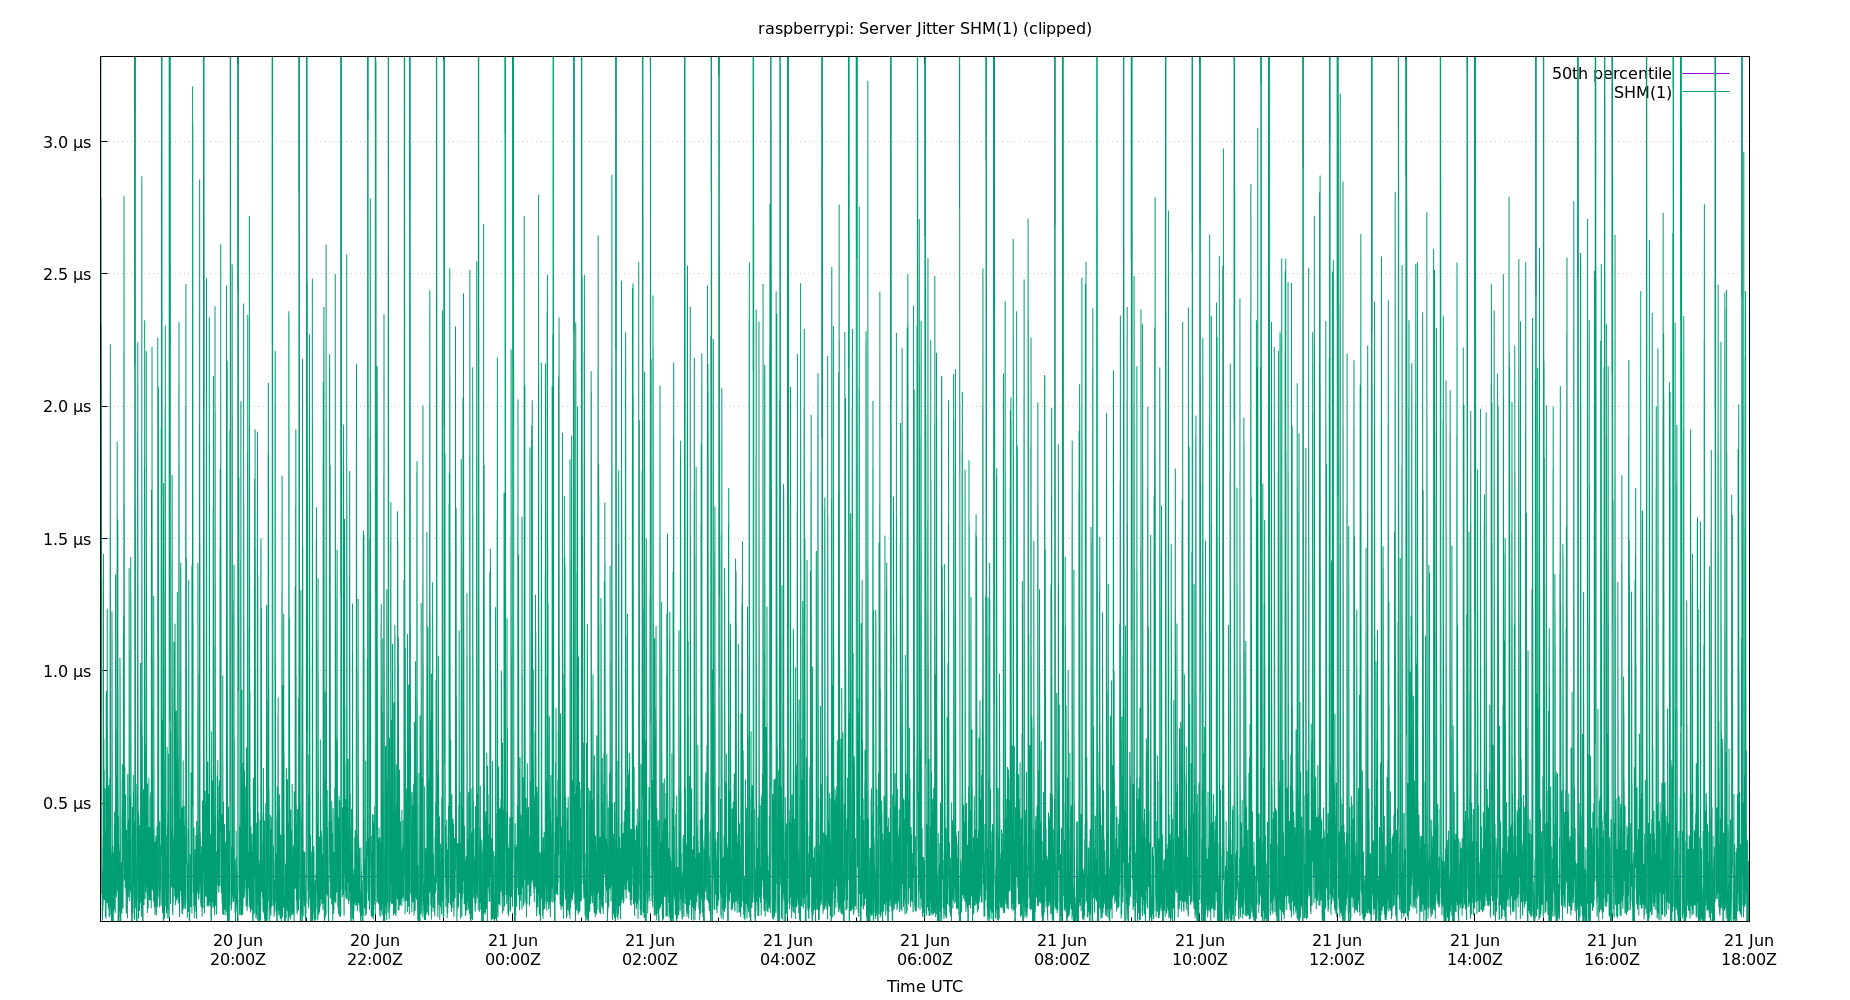 raspberrypi: Server Jitter SHM(1) (clipped)
50th percentile
SHM(1)
3.0 µs
2.5 µs
2.0 µs
1.5 µs
1.0 µs
0.5 µs
20 Jun 20 Jun 21 Jun 21 Jun 21 Jun 21 Jun 21 Jun 21 Jun 21 Jun 21 Jun 21 Jun 21 Jun
20:00Z 22:00Z 00:00Z 02:00Z 04:00Z 06:00Z 08:00Z 10:00Z 12:00Z 14:00Z 16:00Z 18:00Z
Time UTC